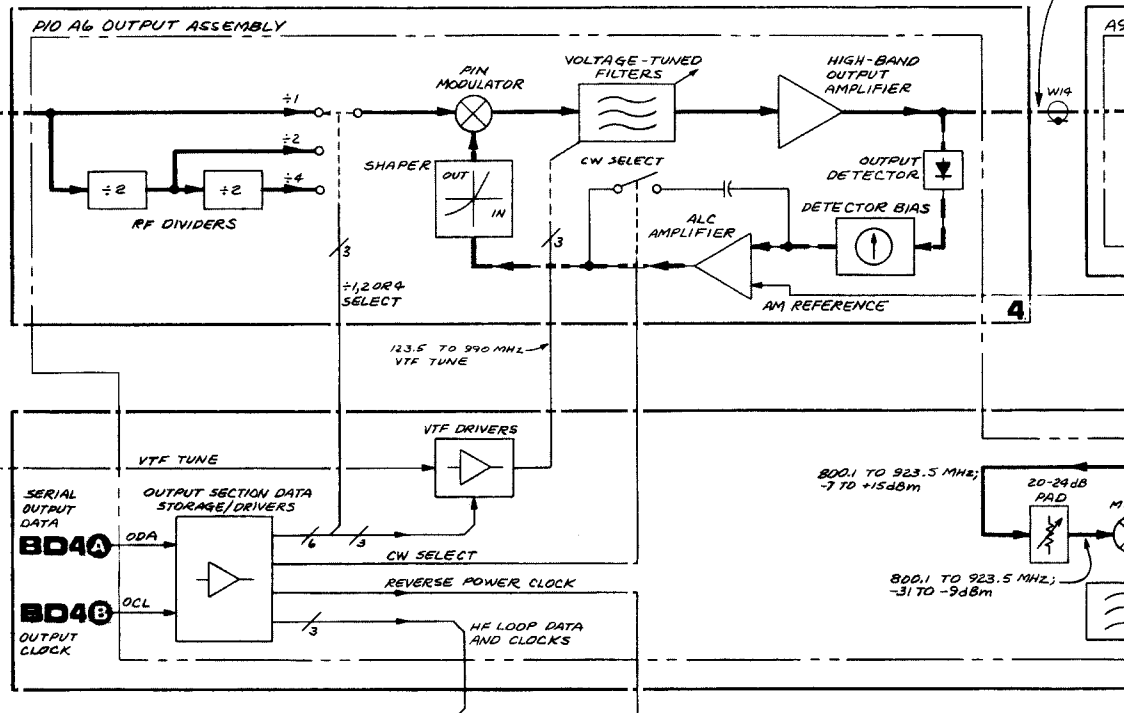 P/O A6 OUTPUT ASSEMBLY
AS
÷1
÷2
÷4
÷2
÷2
RF DIVIDERS
PIN
MODULATOR
VOLTAGE-TUNED
FILTERS
HIGH-BAND
OUTPUT
AMPLIFIER
W14
SHAPER
OUT
IN
CW SELECT
OUTPUT
DETECTOR
ALC
AMPLIFIER
DETECTOR BIAS
3
3
÷1,2 OR 4
SELECT
AM REFERENCE
4
123.5 TO 990 MHz
VTF TUNE
VTF DRIVERS
VTF TUNE
SERIAL
OUTPUT
DATA
OUTPUT SECTION DATA
STORAGE/DRIVERS
BD4 A
ODA
6
3
CW SELECT
REVERSE POWER CLOCK
BD4 B
OCL
OUTPUT
CLOCK
3
HF LOOP DATA
AND CLOCKS
800.1 TO 923.5 MHz;
-7 TO +15dBm
20-24dB
PAD
M
800.1 TO 923.5 MHz;
-31 TO -9dBm